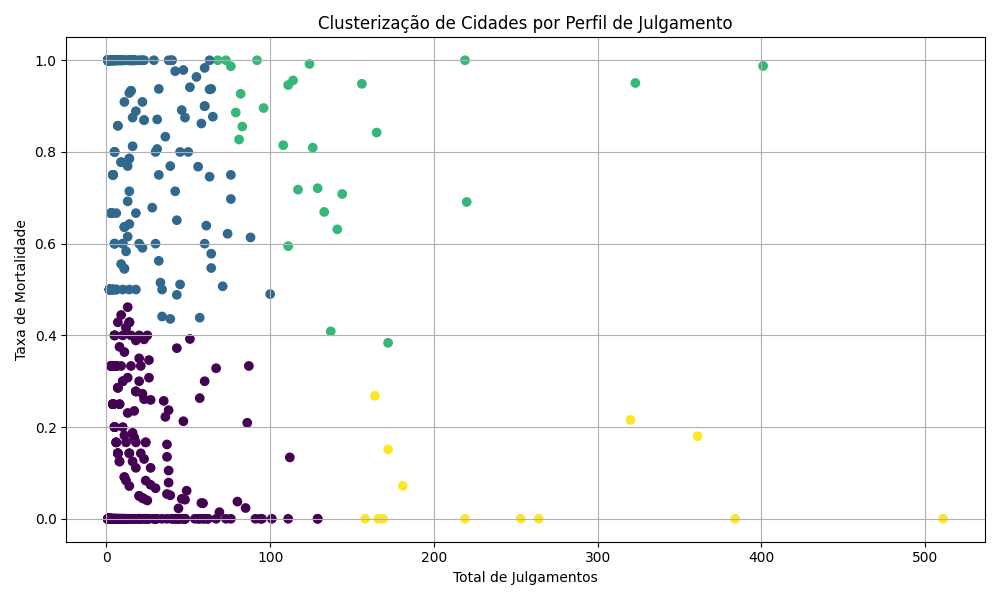 Clusterização de Cidades por Perfil de Julgamento
Taxa de Mortalidade
1.0
0.8
0.6
0.4
0.2
0.0
0 100 200 300 400 500
Total de Julgamentos